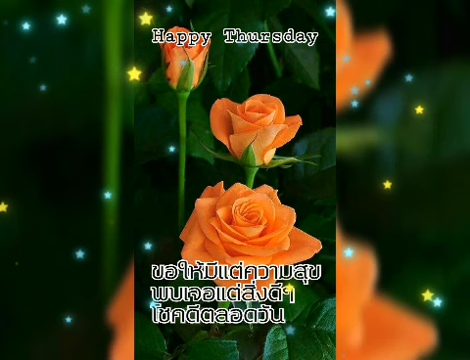 Happy Thursday
ขอให้มีแต่ความสุข
พบเจอแต่สิ่งดีๆ
โชคดีตลอดวัน